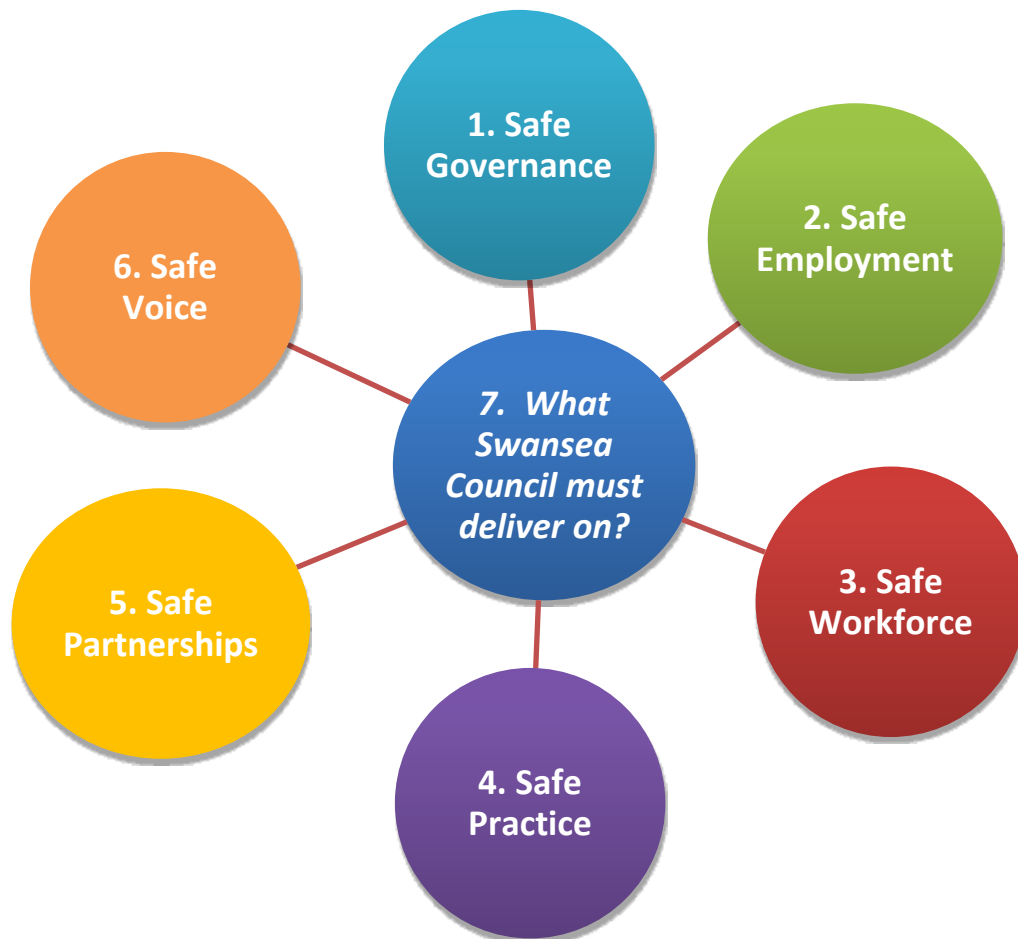 1. Safe
Governance
2. Safe
Employment
3. Safe
Workforce
4. Safe
Practice
5. Safe
Partnerships
6. Safe
Voice
7. What
Swansea
Council must
deliver on?